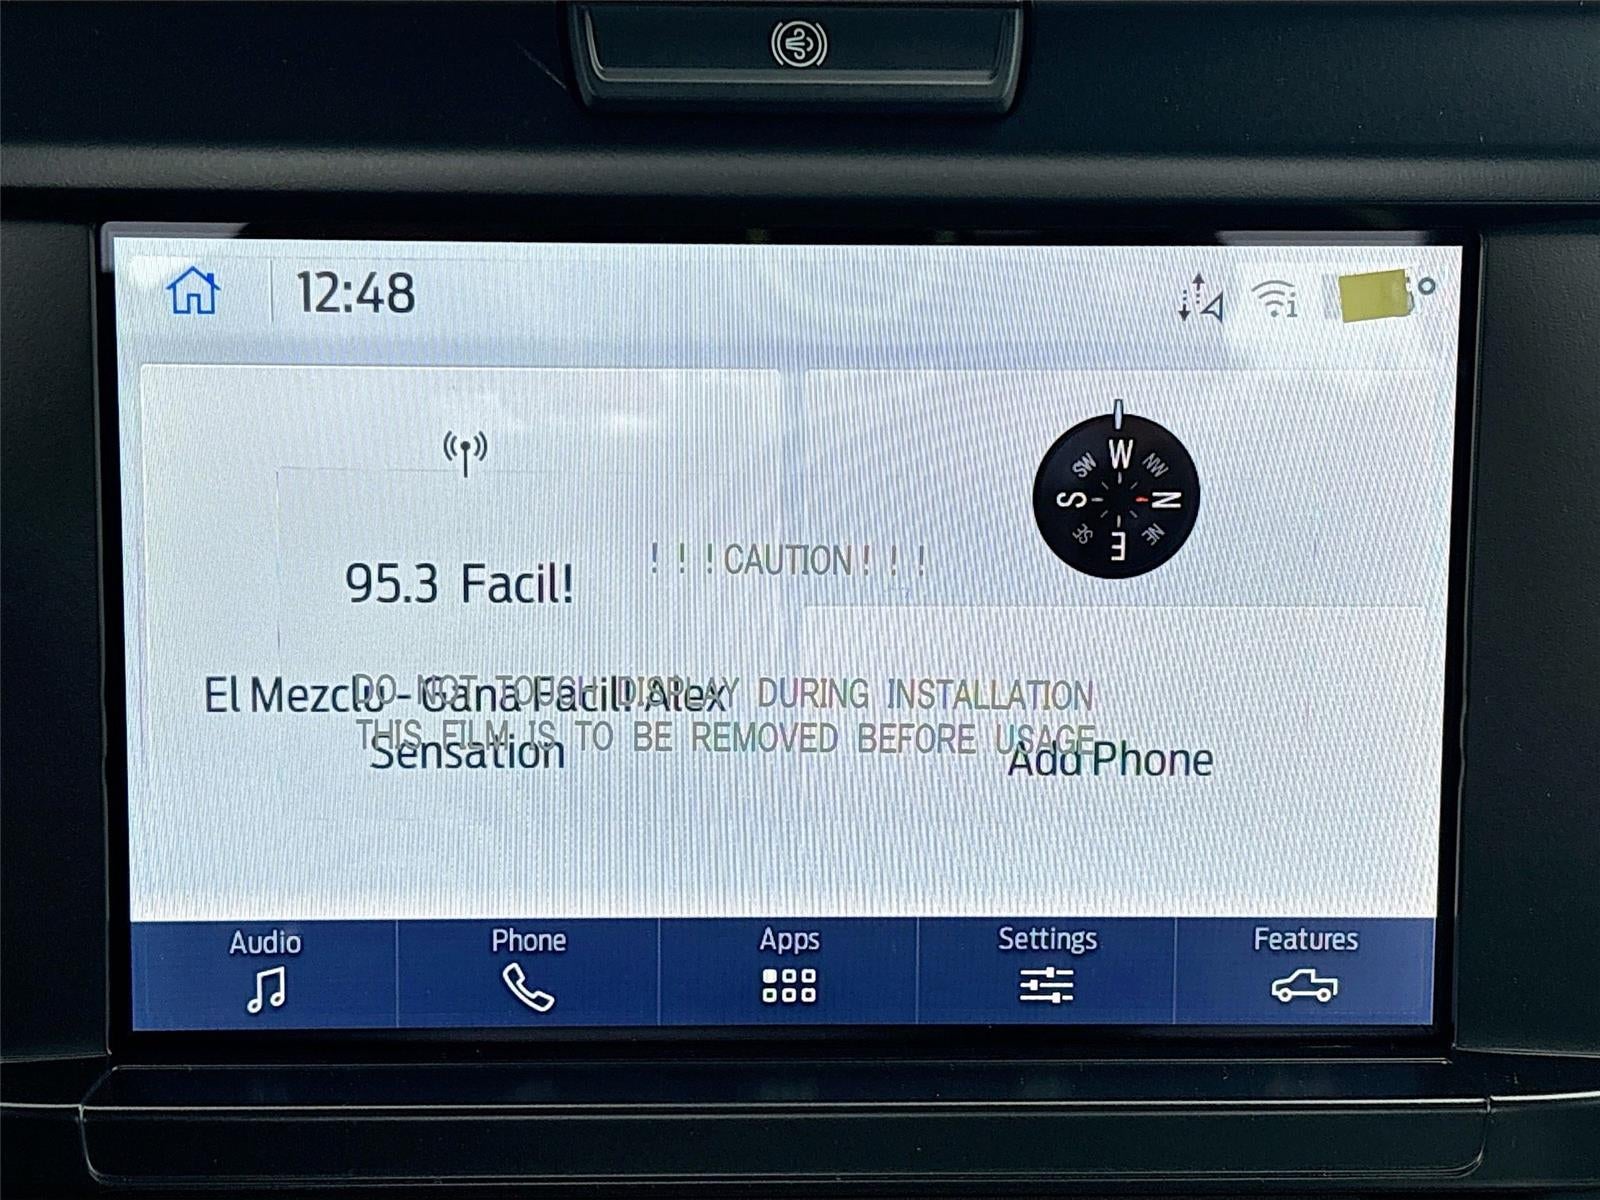 12:48
W
SW
NW
S
N
SE
NE
E
95.3 Facil!
!!!CAUTION!!!
El Mezclu - Gana Facil! Alex
Sensation
DO NOT TOUCH DISPLAY DURING INSTALLATION
THIS FILM IS TO BE REMOVED BEFORE USAGE
Add Phone
Audio
Phone
Apps
Settings
Features